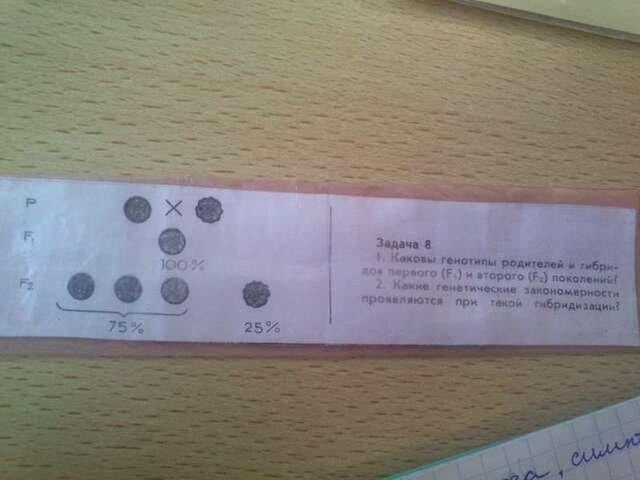 P
F₁
100%
F₂
75%
25%
Задача 8
1. Каковы генотипы родителей и гибри-
дов первого (F₁) и второго (F₂) поколений?
2. Какие генетические закономерности
проявляются при такой гибридизации?